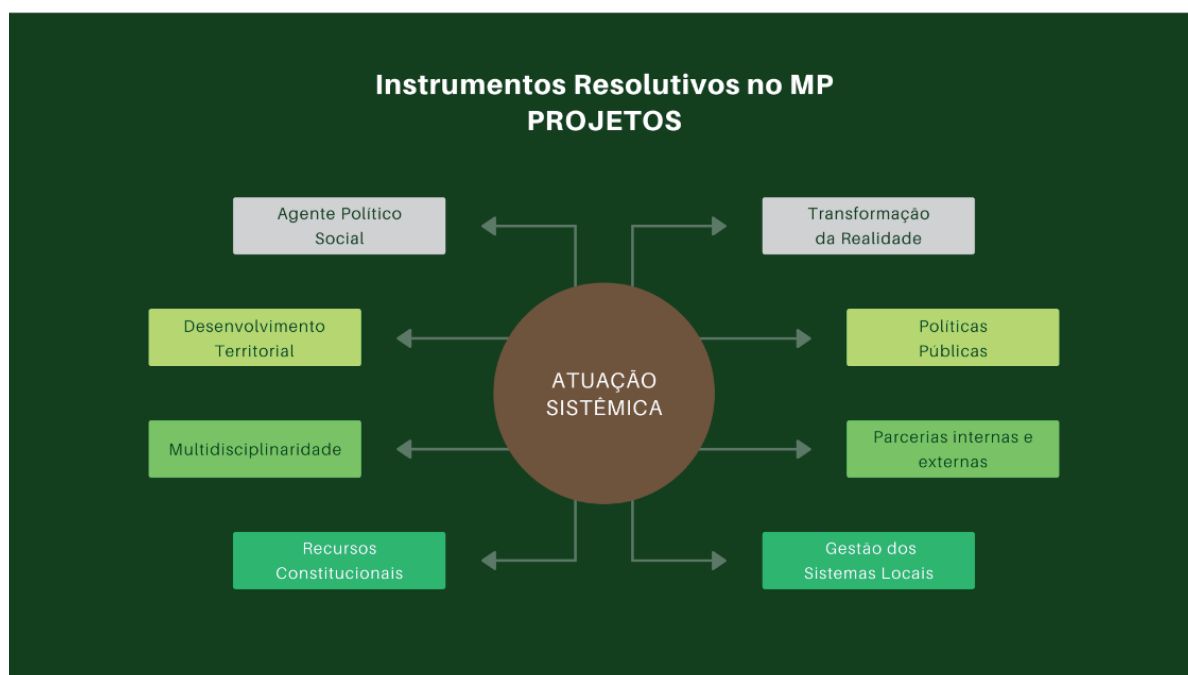 Instrumentos Resolutivos no MP
PROJETOS
Agente Político
Social
Transformação
da Realidade
Desenvolvimento
Territorial
Políticas
Públicas
ATUAÇÃO
SISTÊMICA
Multidisciplinaridade
Parcerias internas e
externas
Recursos
Constitucionais
Gestão dos
Sistemas Locais